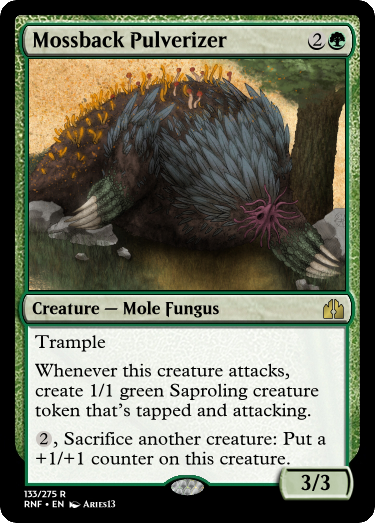 Mossback Pulverizer 2
Creature — Mole Fungus
Trample
Whenever this creature attacks,
create 1/1 green Saproling creature
token that's tapped and attacking.
2, Sacrifice another creature: Put a
+1/+1 counter on this creature.
3/3
133/275 R
RNF • EN Aries13